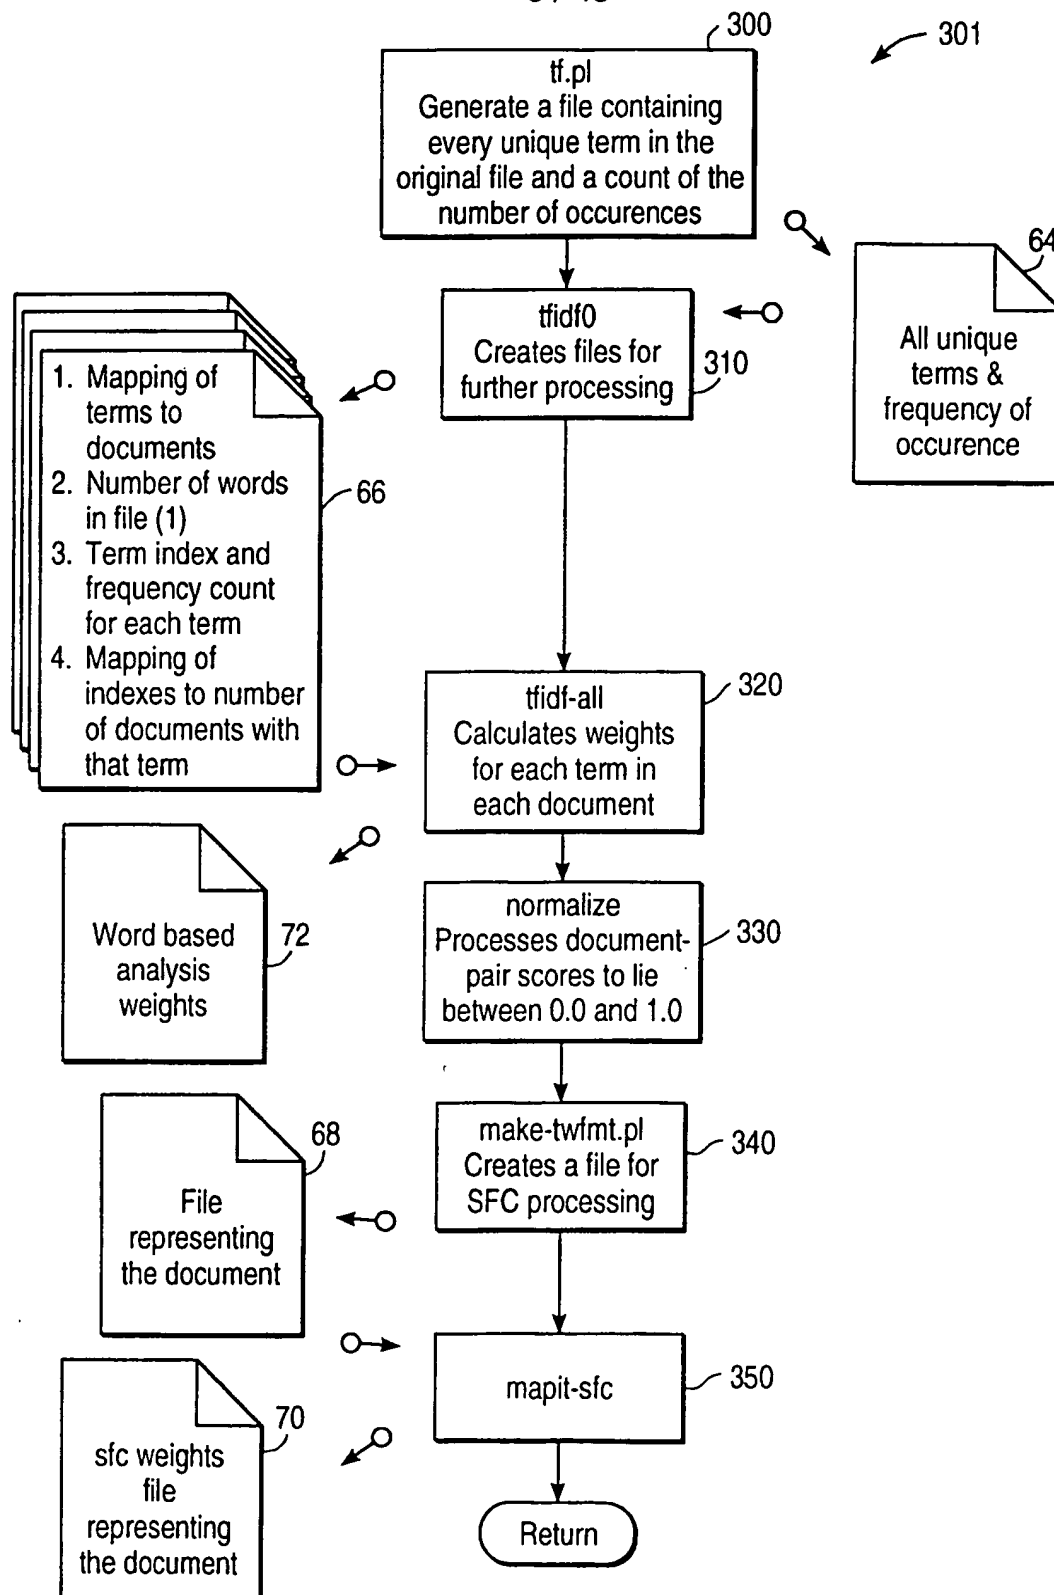 300
301
tf.pl
Generate a file containing
every unique term in the
original file and a count of the
number of occurences
64
All unique
terms &
frequency of
occurence
tfidf0
Creates files for
further processing
310
1. Mapping of
terms to
documents
2. Number of words
in file (1)
3. Term index and
frequency count
for each term
4. Mapping of
indexes to number
of documents with
that term
66
tfidf-all
Calculates weights
for each term in
each document
320
Word based
analysis
weights
72
normalize
Processes document-
pair scores to lie
between 0.0 and 1.0
330
make-twfmt.pl
Creates a file for
SFC processing
340
68
File
representing
the document
mapit-sfc
350
70
sfc weights
file
representing
the document
Return